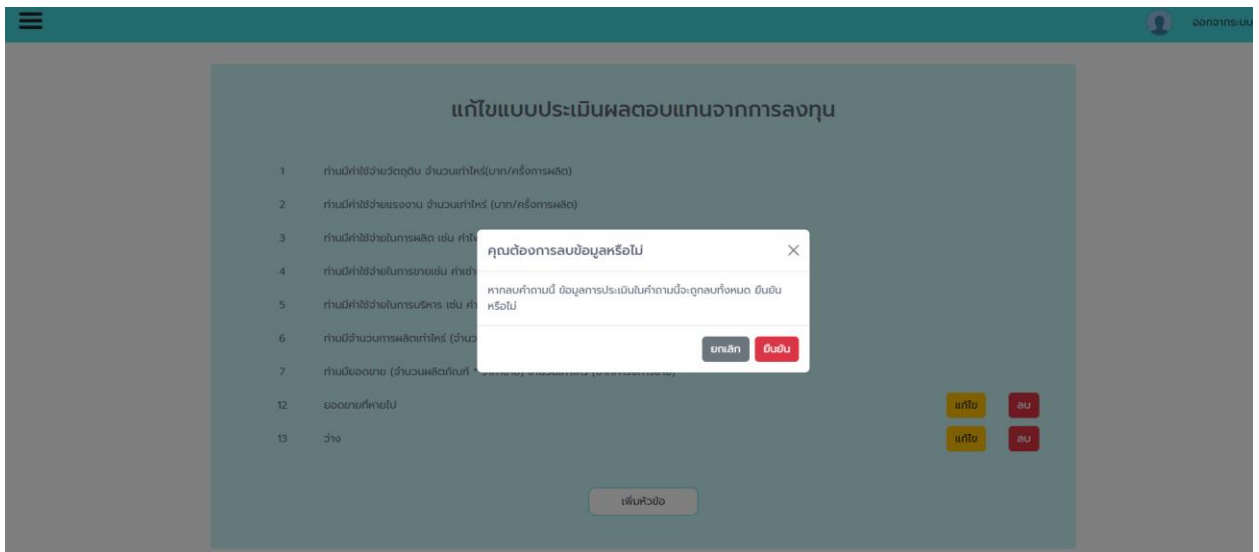 ออกจากระบบ
แก้ไขแบบประเมินผลตอบแทนจากการลงทุน
1 ท่านมีค่าใช้จ่ายวัตถุดิบ จำนวนเท่าไหร่(บาท/ครั้งการผลิต)
2 ท่านมีค่าใช้จ่ายแรงงาน จำนวนเท่าไหร่ (บาท/ครั้งการผลิต)
3 ท่านมีค่าใช้จ่ายในการผลิต เช่น
4 ท่านมีค่าใช้จ่ายในการขายเช่น
5 ท่านมีค่าใช้จ่ายในการบริหาร เช่น
6 ท่านมีจำนวนการผลิตเท่าไหร่
7 ท่านมียอดขาย (จำนวนผลิตภัณฑ์ *
คุณต้องการลบข้อมูลหรือไม่
หากลบคำถามนี้ ข้อมูลการประเมินในคำถามนี้จะถูกลบทั้งหมด ยืนยัน
หรือไม่
ยกเลิก ยืนยัน
12 ยอดขายที่หายไป แก้ไข ลบ
13 ว่าง แก้ไข ลบ
เพิ่มหัวข้อ